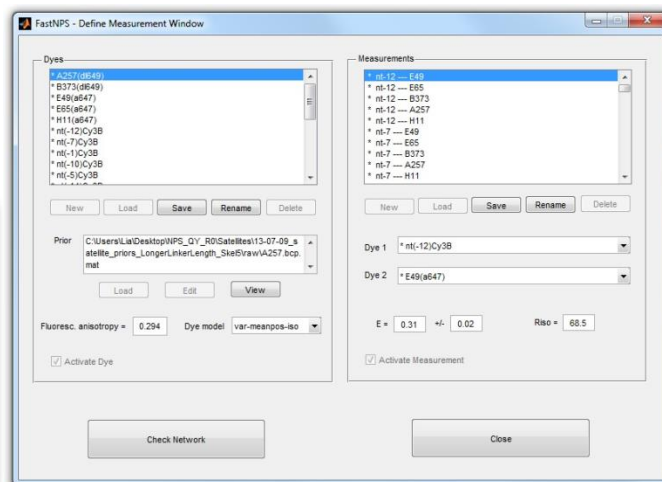 FastNPS - Define Measurement Window
Dyes
* A257(dl649)
* B373(dl649)
* E49(a647)
* E65(a647)
* H11(a647)
* nt(-12)Cy3B
* nt(-7)Cy3B
* nt(-1)Cy3B
* nt(-10)Cy3B
* nt(-5)Cy3B
New Load Save Rename Delete
Prior
C:\Users\Lia\Desktop\NPS_QY_R0\Satellites\13-07-09_s
atellite_priors_LongerLinkerLength_Skel5\raw\A257.bcp.
mat
Load Edit View
Fluoresc. anisotropy = 0.294 Dye model var-meanpos-iso
Activate Dye
Check Network
Measurements
* nt-12 --- E49
* nt-12 --- E65
* nt-12 --- B373
* nt-12 --- A257
* nt-12 --- H11
* nt-7 --- E49
* nt-7 --- E65
* nt-7 --- B373
* nt-7 --- A257
* nt-7 --- H11
New Load Save Rename Delete
Dye 1 * nt(-12)Cy3B
Dye 2 * E49(a647)
E = 0.31 +/- 0.02 Riso = 68.5
Activate Measurement
Close